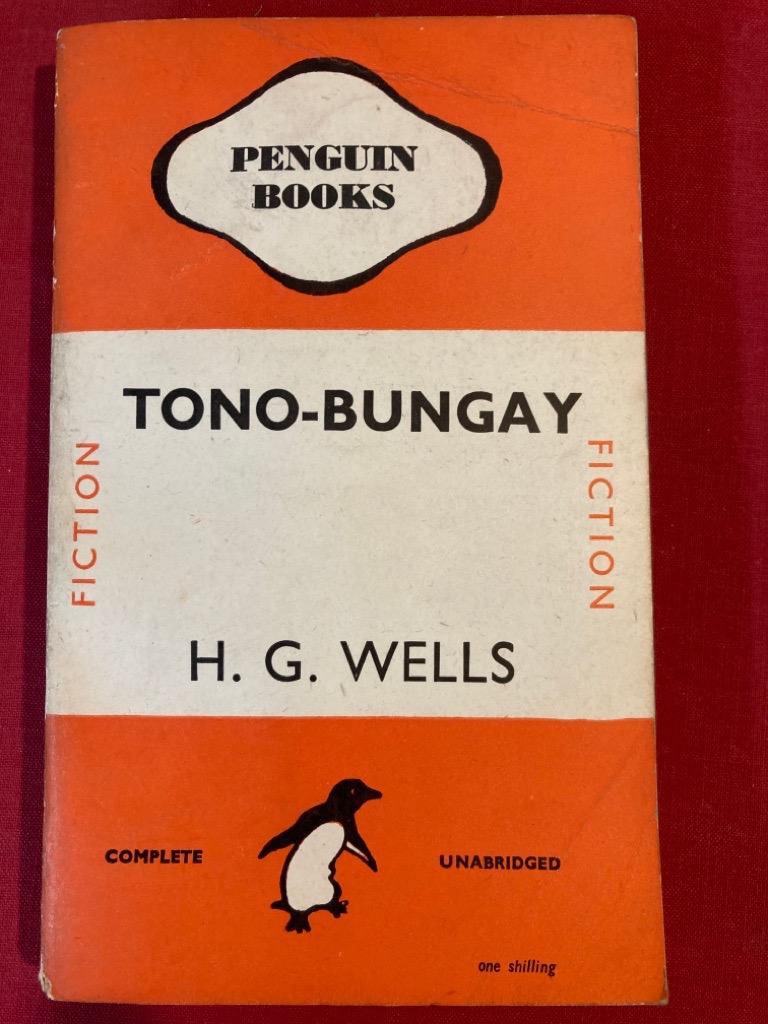 PENGUIN
BOOKS
TONO-BUNGAY
FICTION
FICTION
H. G. WELLS
COMPLETE
UNABRIDGED
one shilling